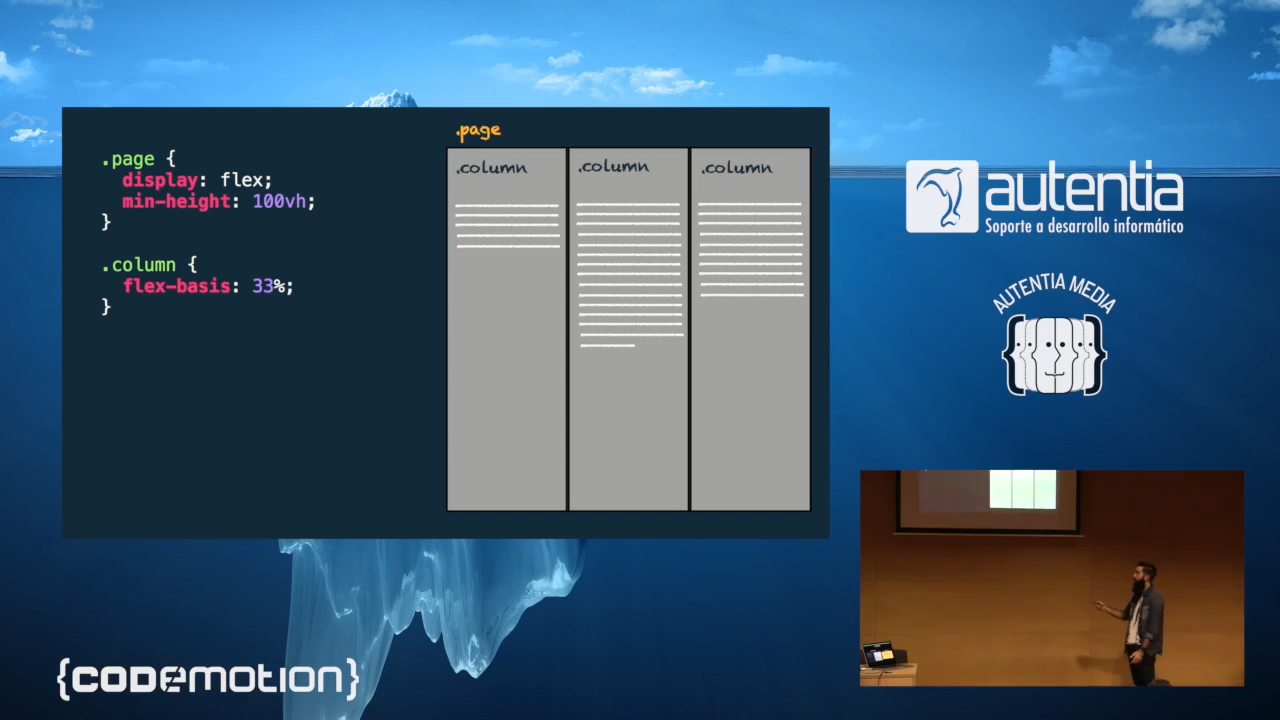 .page {
display: flex;
min-height: 100vh;
}
.column {
flex-basis: 33%;
}
.page
.column
.column
.column
autentia
Soporte a desarrollo informático
AUTENTIA MEDIA
{CODEMOTION}